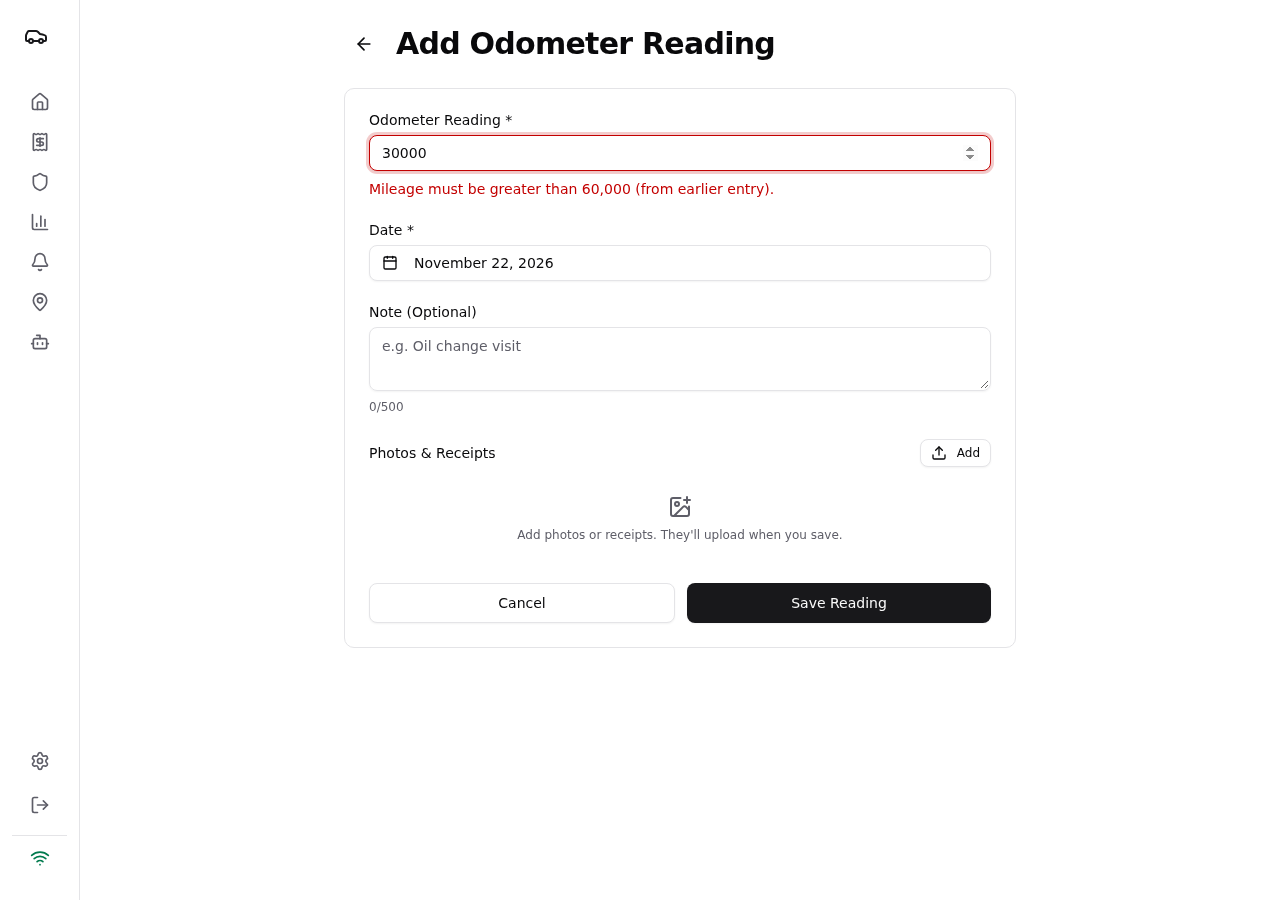 Add Odometer Reading
Odometer Reading *
30000
Mileage must be greater than 60,000 (from earlier entry).
Date *
November 22, 2026
Note (Optional)
e.g. Oil change visit
0/500
Photos & Receipts
Add
Add photos or receipts. They'll upload when you save.
Cancel
Save Reading